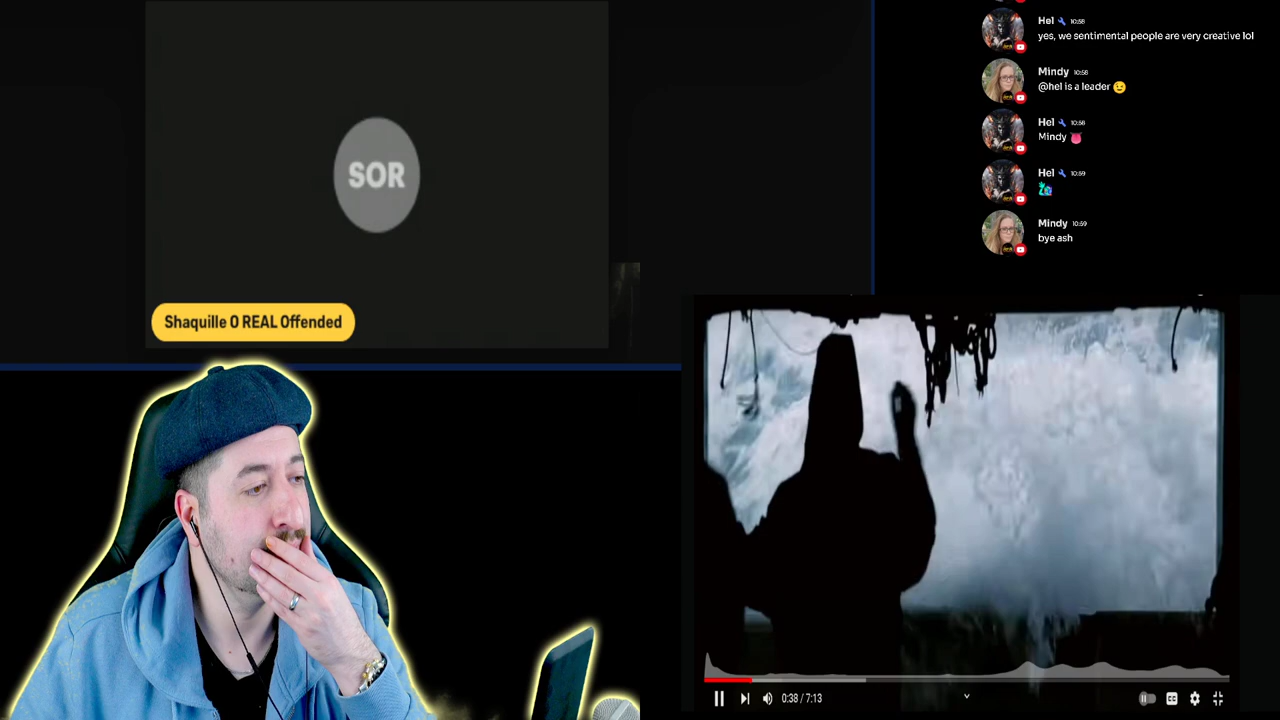 SOR
Shaquille O REAL Offended
Hel 10:58
yes, we sentimental people are very creative lol
Mindy 10:58
@hel is a leader 😉
Hel 10:58
Mindy 👅
Hel 10:59
Mindy 10:59
bye ash
0:38 / 7:13